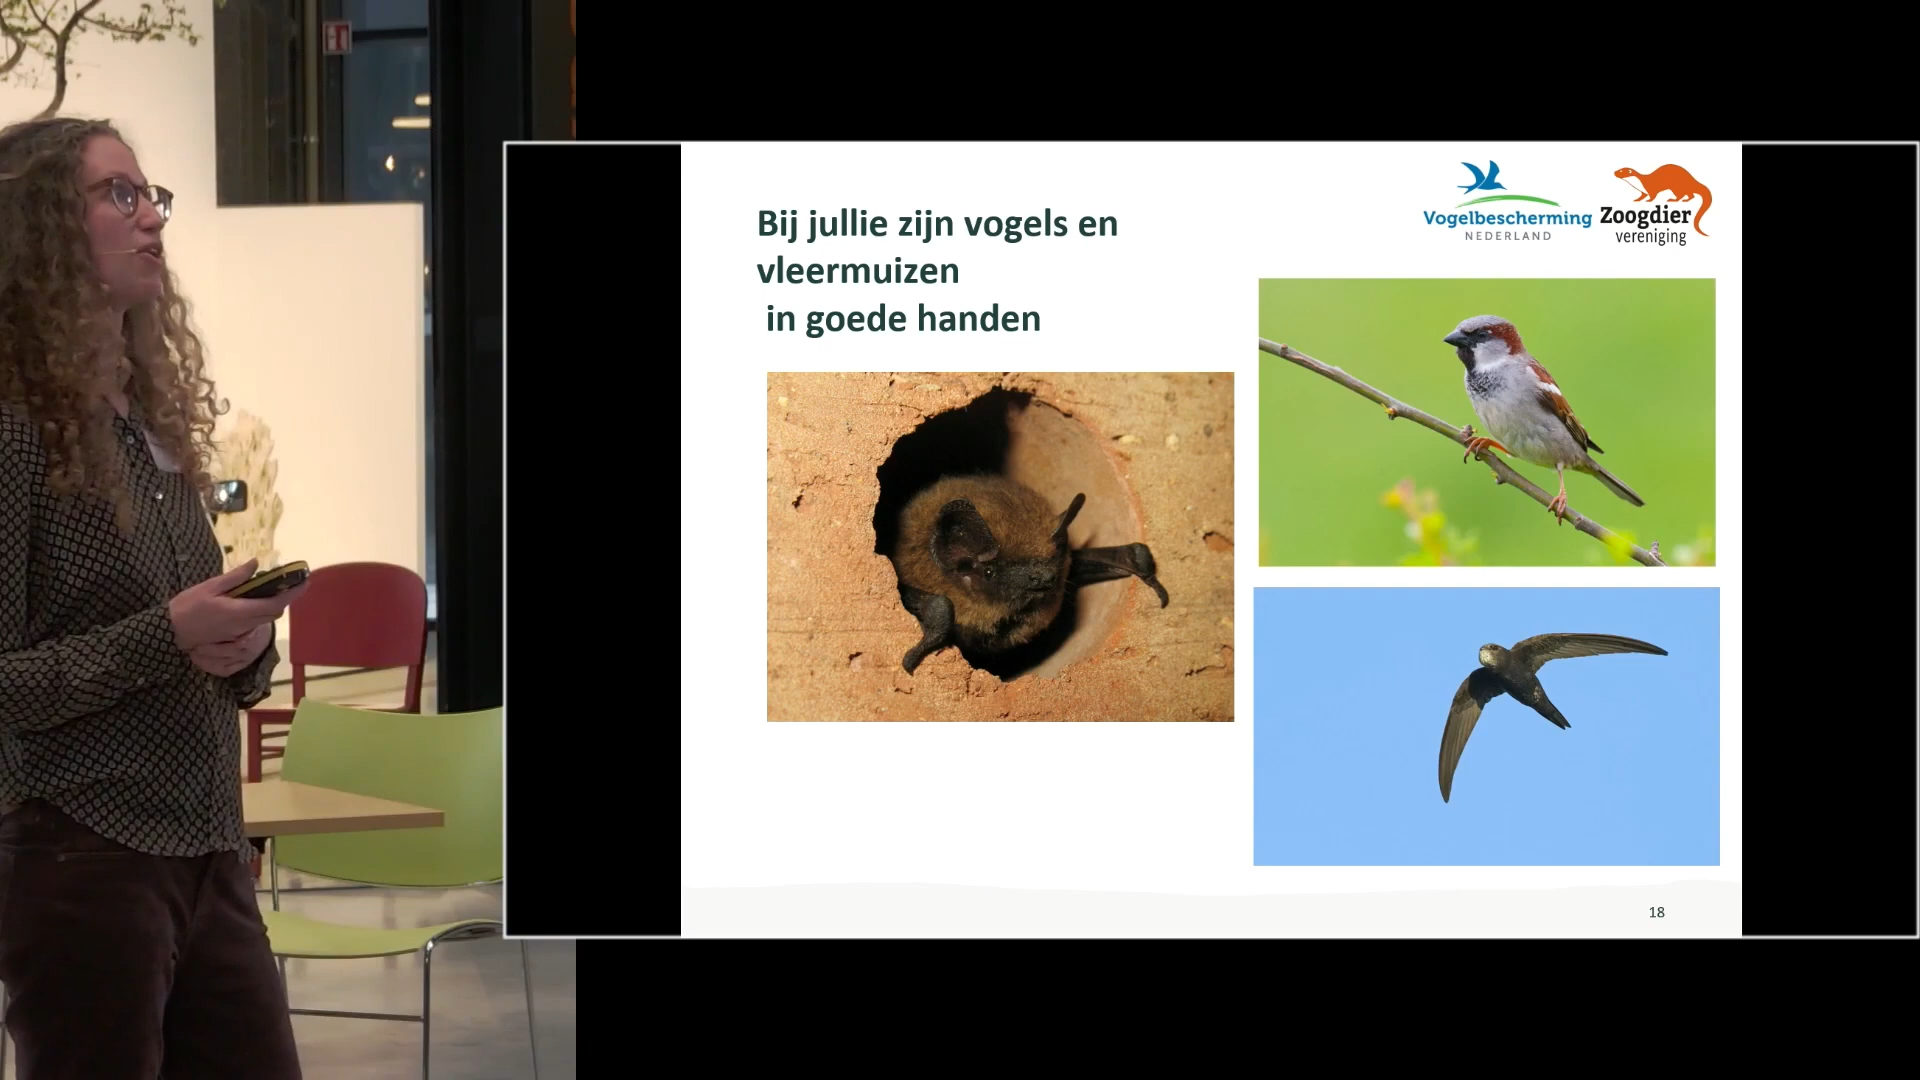 Bij jullie zijn vogels en
vleermuizen
in goede handen
Vogelbescherming
NEDERLAND
Zoogdier
vereniging
18